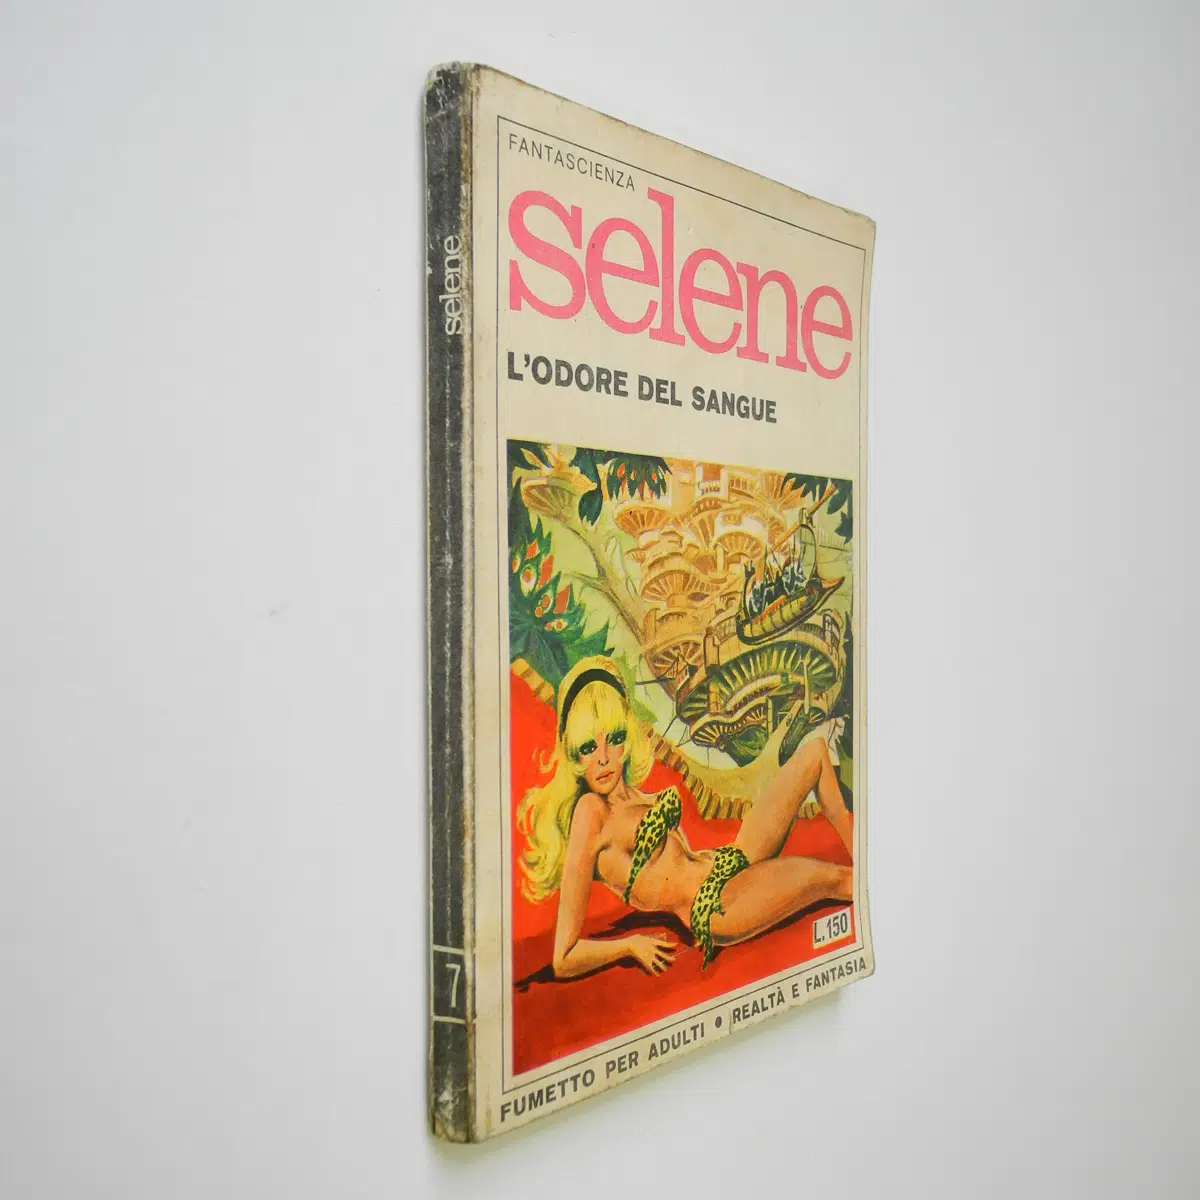 selene
7
FANTASCIENZA
selene
L'ODORE DEL SANGUE
L.150
FUMETTO PER ADULTI • REALTÀ E FANTASIA